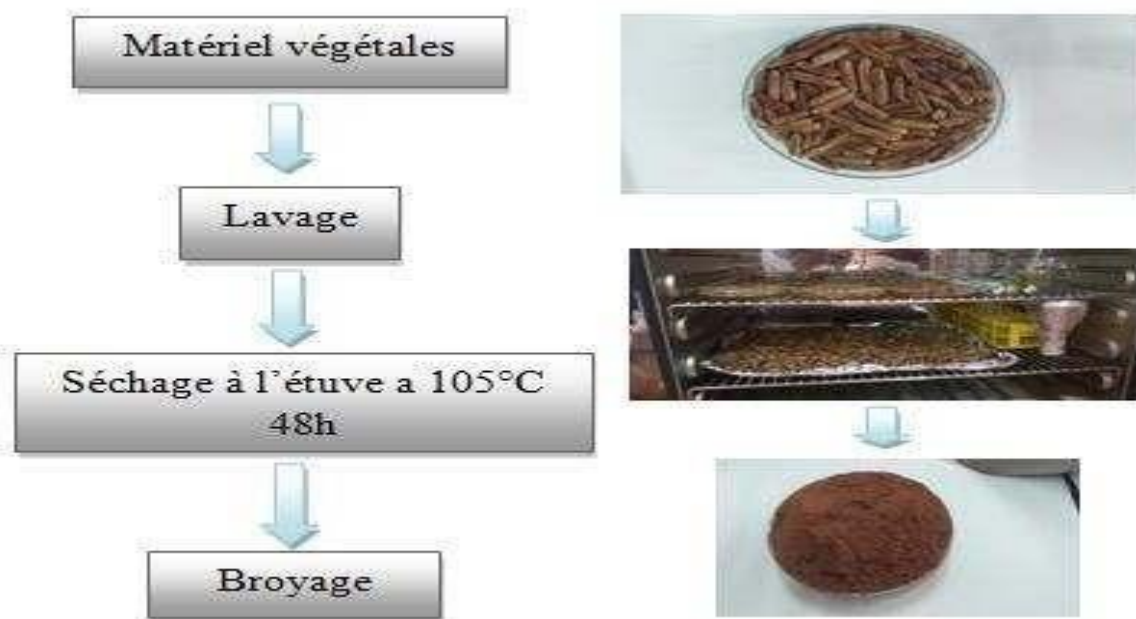 Matériel végétales
Lavage
Séchage à l'étuve a 105°C
48h
Broyage